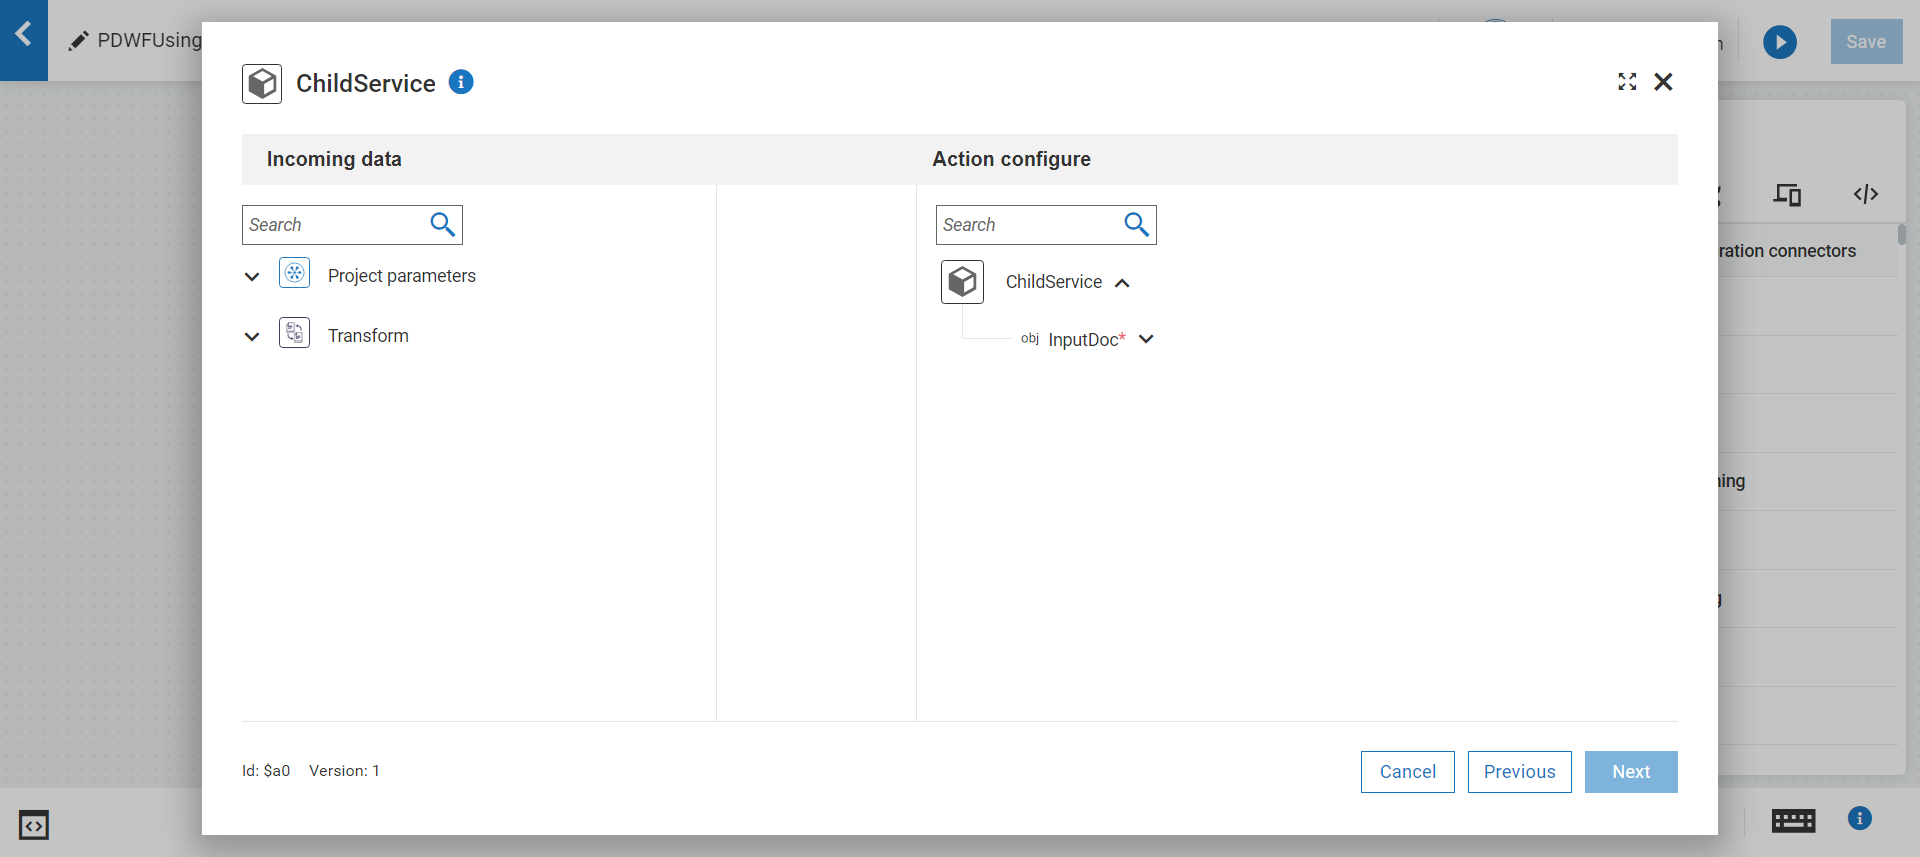 PDWFUsing
Save
ChildService
Incoming data
Action configure
Search
Search
Project parameters
ChildService
Transform
obj InputDoc*
ration connectors
Id: $a0 Version: 1
Cancel
Previous
Next